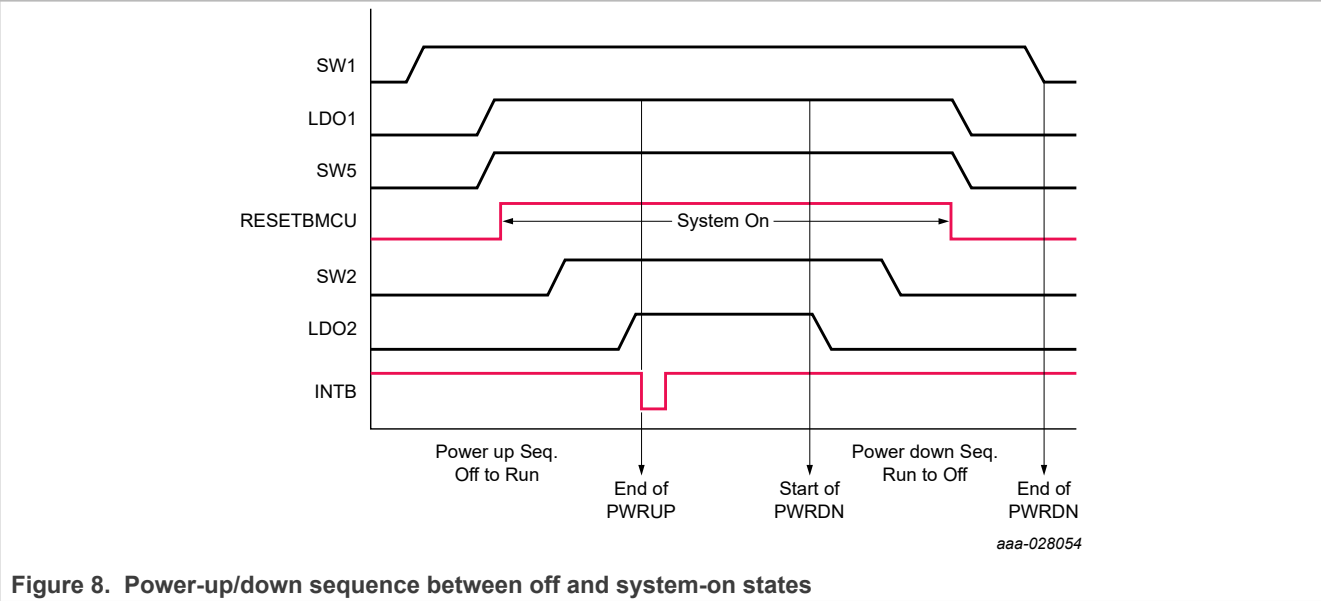 SW1
LDO1
SW5
RESETBMCU
System On
SW2
LDO2
INTB
Power up Seq.
Off to Run
End of
PWRUP
Start of
PWRDN
Power down Seq.
Run to Off
End of
PWRDN
aaa-028054
Figure 8. Power-up/down sequence between off and system-on states